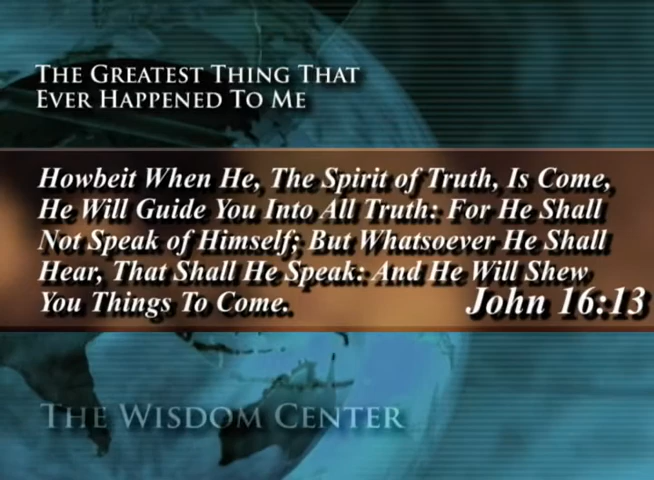 The Greatest Thing That
Ever Happened To Me
Howbeit When He, The Spirit of Truth, Is Come,
He Will Guide You Into All Truth: For He Shall
Not Speak of Himself; But Whatsoever He Shall
Hear, That Shall He Speak: And He Will Shew
You Things To Come. John 16:13
The Wisdom Center